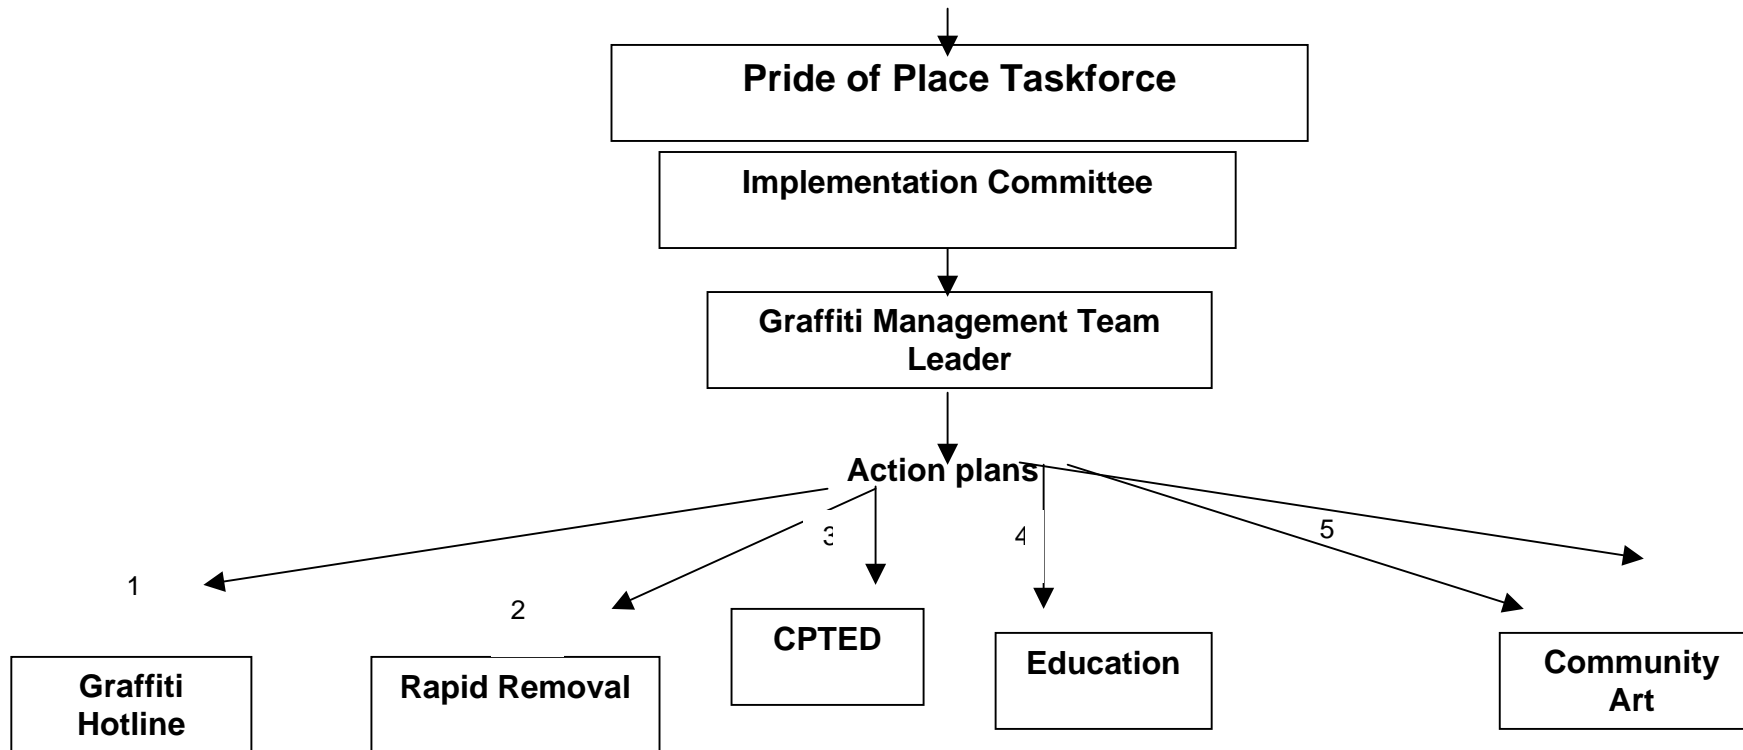 Pride of Place Taskforce
Implementation Committee
Graffiti Management Team
Leader
Action plans
1
2
3
4
5
Graffiti
Hotline
Rapid Removal
CPTED
Education
Community
Art